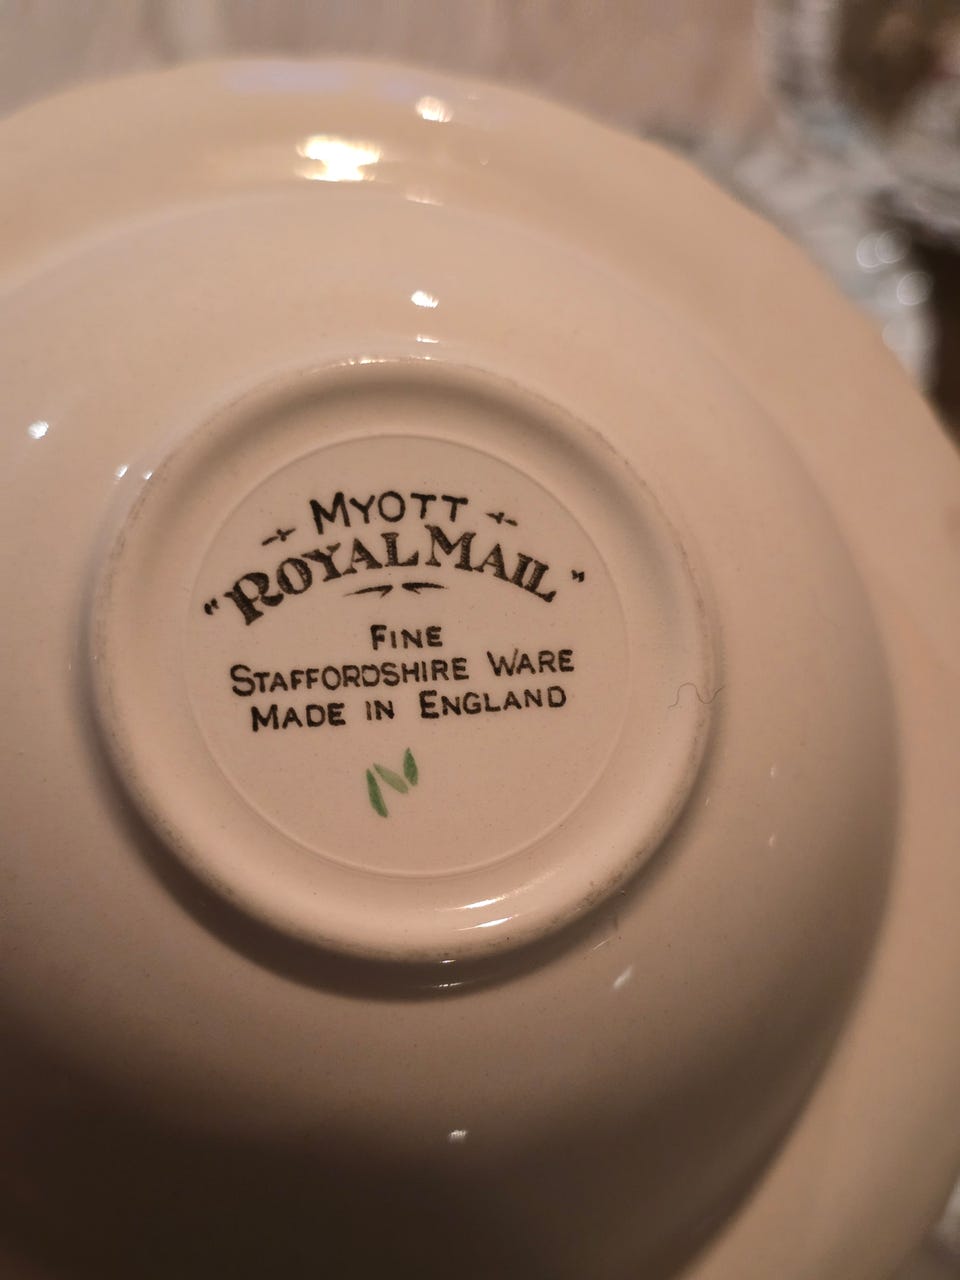 MYOTT
"ROYAL MAIL"
FINE
STAFFORDSHIRE WARE
MADE IN ENGLAND
N